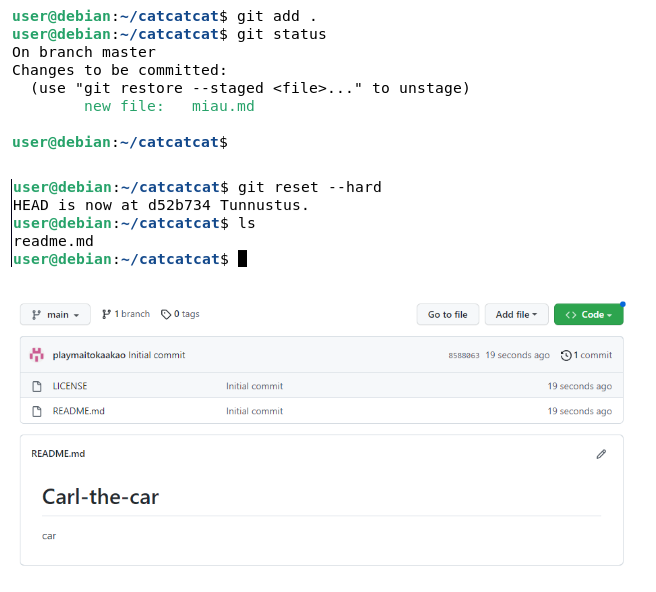 user@debian:~/catcatcat$ git add .
user@debian:~/catcatcat$ git status
On branch master
Changes to be committed:
  (use "git restore --staged <file>..." to unstage)
        new file:   miau.md
user@debian:~/catcatcat$
user@debian:~/catcatcat$ git reset --hard
HEAD is now at d52b734 Tunnustus.
user@debian:~/catcatcat$ ls
readme.md
user@debian:~/catcatcat$
main 1 branch 0 tags Go to file Add file Code
playmaitokaakao Initial commit 8588063 19 seconds ago 1 commit
LICENSE Initial commit 19 seconds ago
README.md Initial commit 19 seconds ago
README.md
Carl-the-car
car